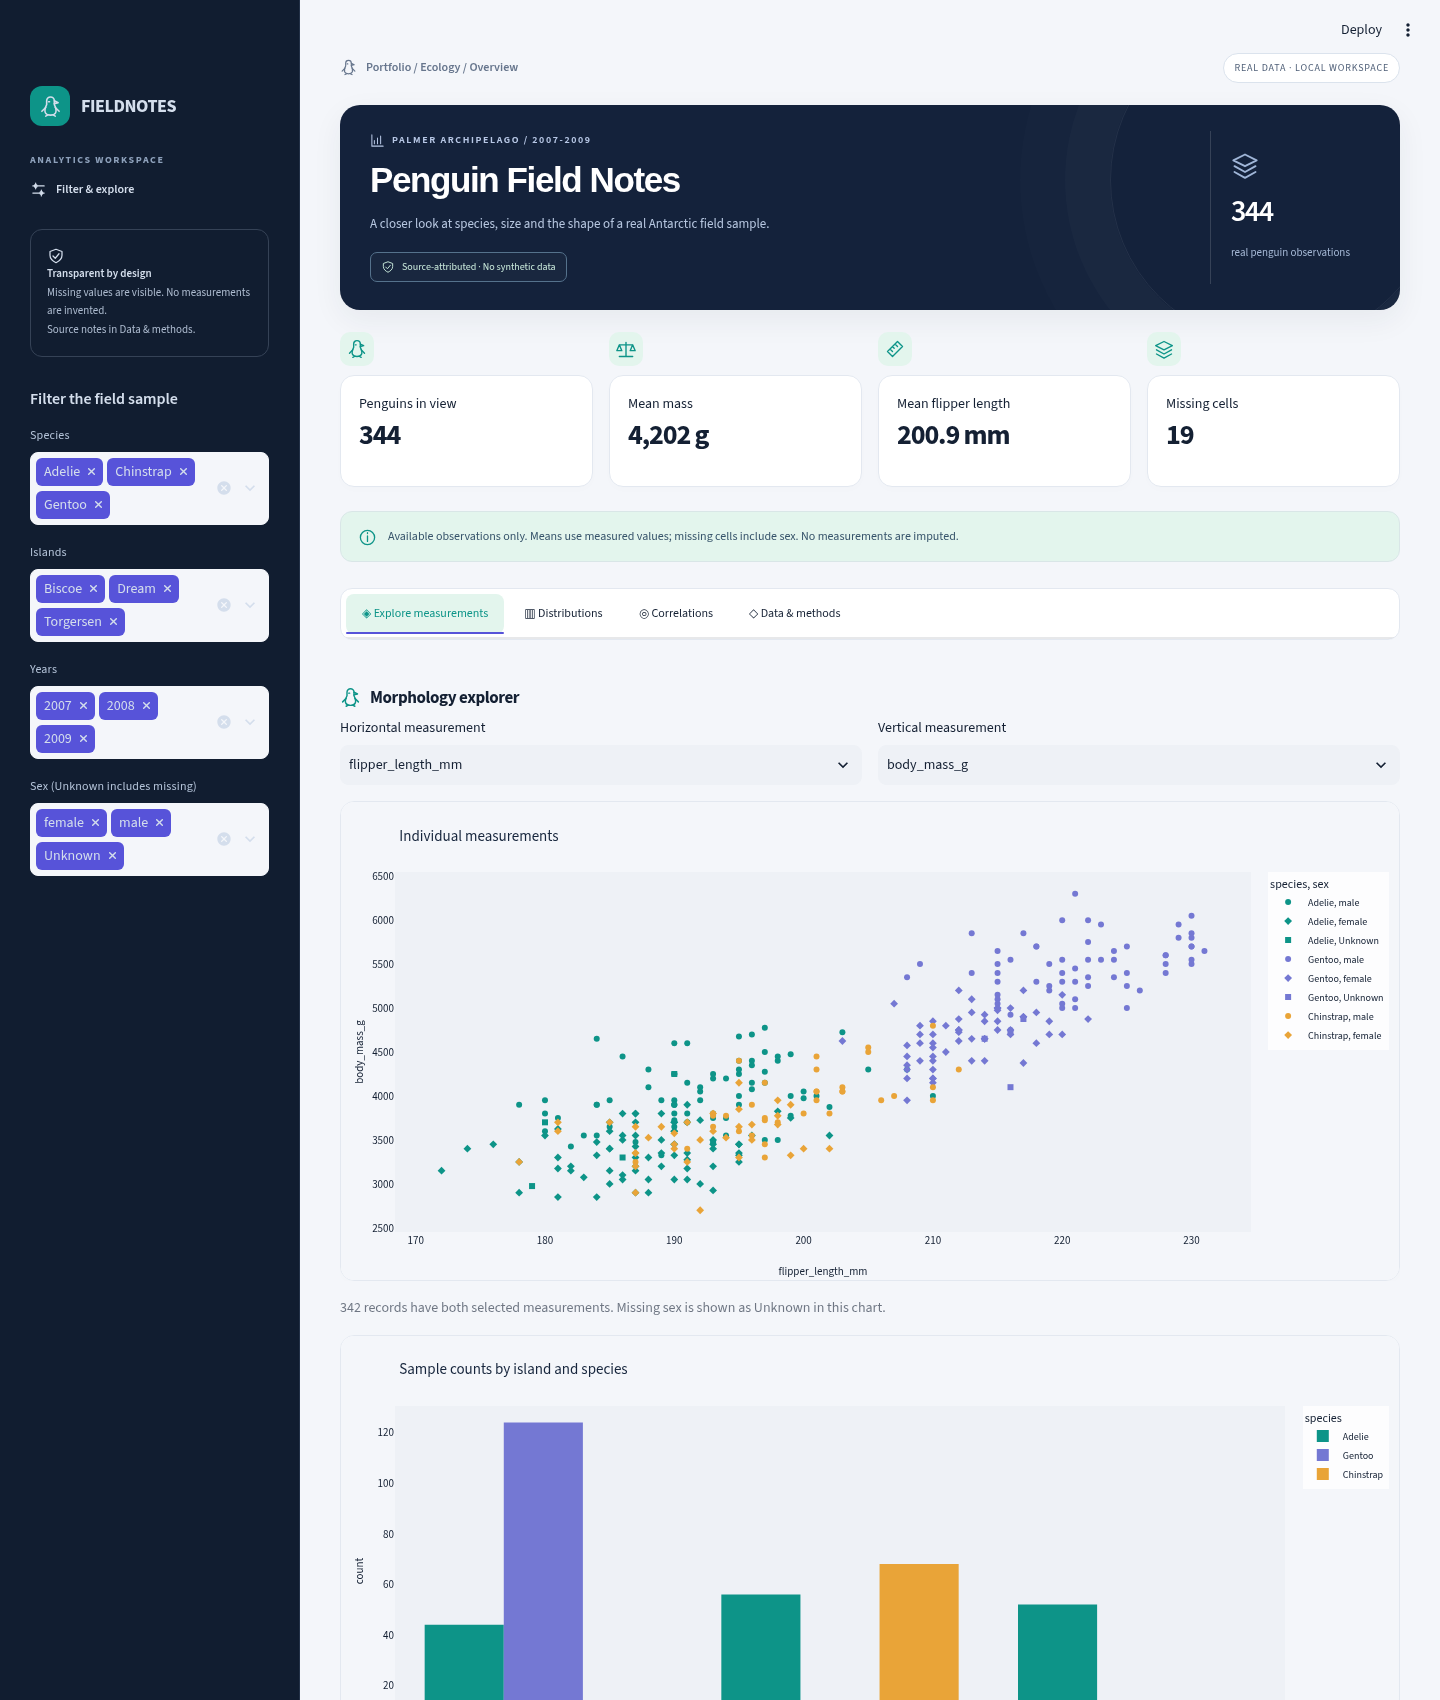 Deploy
Portfolio / Ecology / Overview
REAL DATA · LOCAL WORKSPACE
FIELDNOTES
ANALYTICS WORKSPACE
Filter & explore
Transparent by design
Missing values are visible. No measurements
are invented.
Source notes in Data & methods.
Filter the field sample
Species
Adelie
Chinstrap
Gentoo
Islands
Biscoe
Dream
Torgersen
Years
2007
2008
2009
Sex (Unknown includes missing)
female
male
Unknown
PALMER ARCHIPELAGO / 2007-2009
Penguin Field Notes
A closer look at species, size and the shape of a real Antarctic field sample.
Source-attributed · No synthetic data
344
real penguin observations
Penguins in view
344
Mean mass
4,202 g
Mean flipper length
200.9 mm
Missing cells
19
Available observations only. Means use measured values; missing cells include sex. No measurements are imputed.
◈ Explore measurements
▥ Distributions
◎ Correlations
◇ Data & methods
Morphology explorer
Horizontal measurement
flipper_length_mm
Vertical measurement
body_mass_g
Individual measurements
6500
6000
5500
5000
4500
4000
3500
3000
2500
body_mass_g
170
180
190
200
210
220
230
flipper_length_mm
species, sex
Adelie, male
Adelie, female
Adelie, Unknown
Gentoo, male
Gentoo, female
Gentoo, Unknown
Chinstrap, male
Chinstrap, female
342 records have both selected measurements. Missing sex is shown as Unknown in this chart.
Sample counts by island and species
120
100
80
60
40
20
count
species
Adelie
Gentoo
Chinstrap